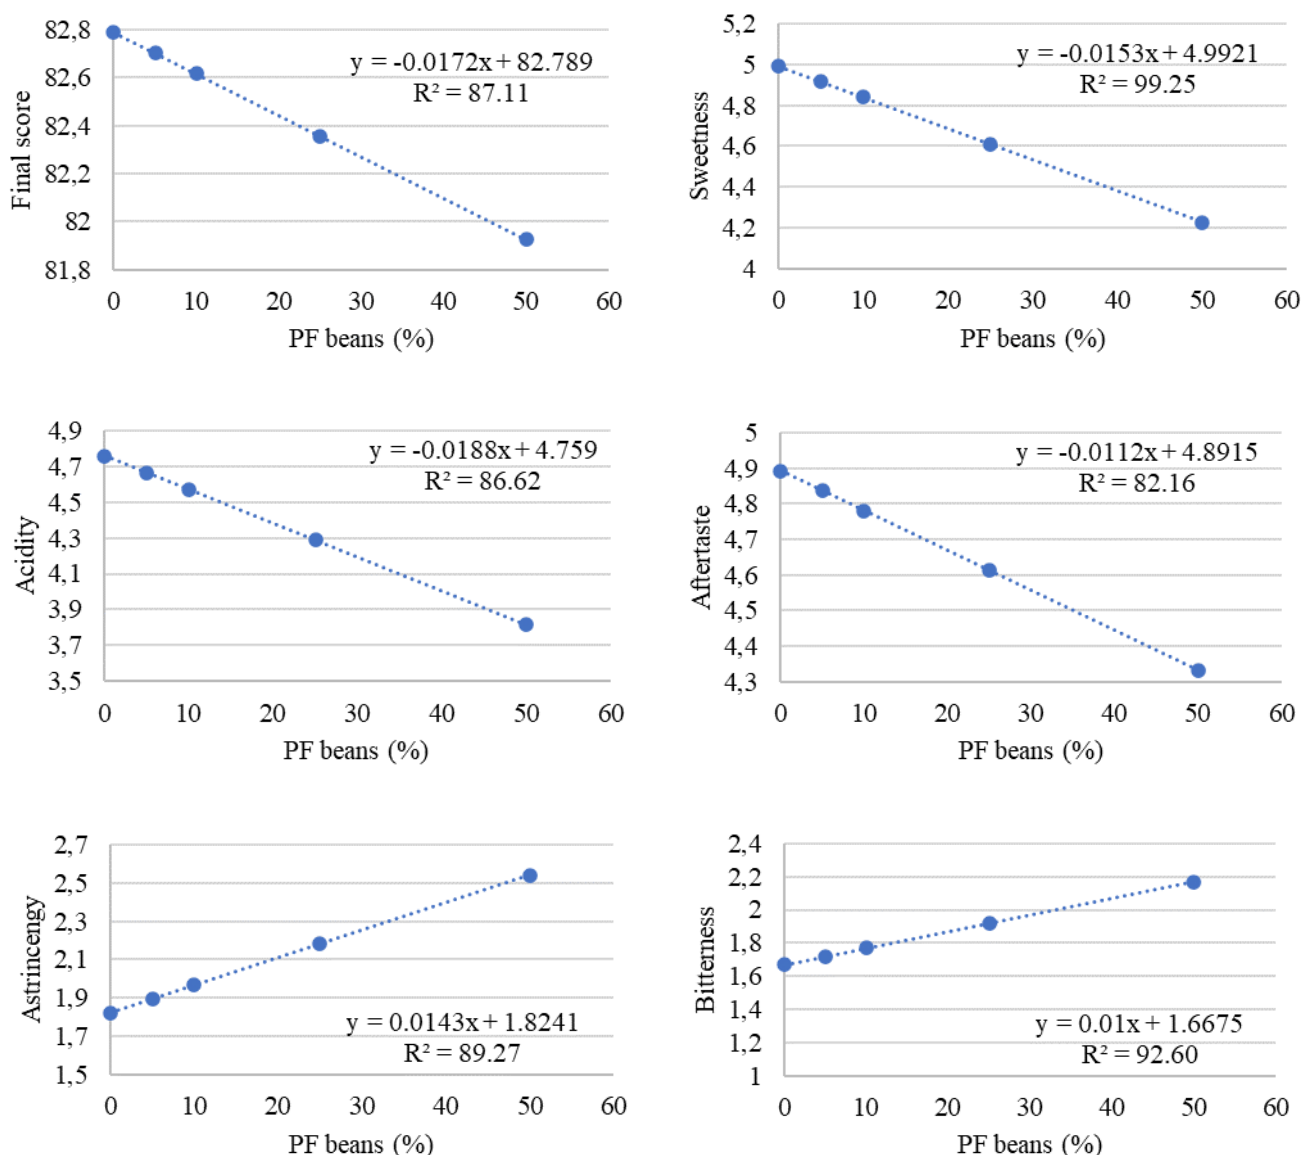 Final score
82,8
82,6
82,4
82,2
82
81,8
y = -0.0172x + 82.789
R² = 87.11
0 10 20 30 40 50 60
PF beans (%)
Sweetness
5,2
5
4,8
4,6
4,4
4,2
4
y = -0.0153x + 4.9921
R² = 99.25
0 10 20 30 40 50 60
PF beans (%)
Acidity
4,9
4,7
4,5
4,3
4,1
3,9
3,7
3,5
y = -0.0188x + 4.759
R² = 86.62
0 10 20 30 40 50 60
PF beans (%)
Aftertaste
5
4,9
4,8
4,7
4,6
4,5
4,4
4,3
y = -0.0112x + 4.8915
R² = 82.16
0 10 20 30 40 50 60
PF beans (%)
Astrincengy
2,7
2,5
2,3
2,1
1,9
1,7
1,5
y = 0.0143x + 1.8241
R² = 89.27
0 10 20 30 40 50 60
PF beans (%)
Bitterness
2,4
2,2
2
1,8
1,6
1,4
1,2
1
y = 0.01x + 1.6675
R² = 92.60
0 10 20 30 40 50 60
PF beans (%)